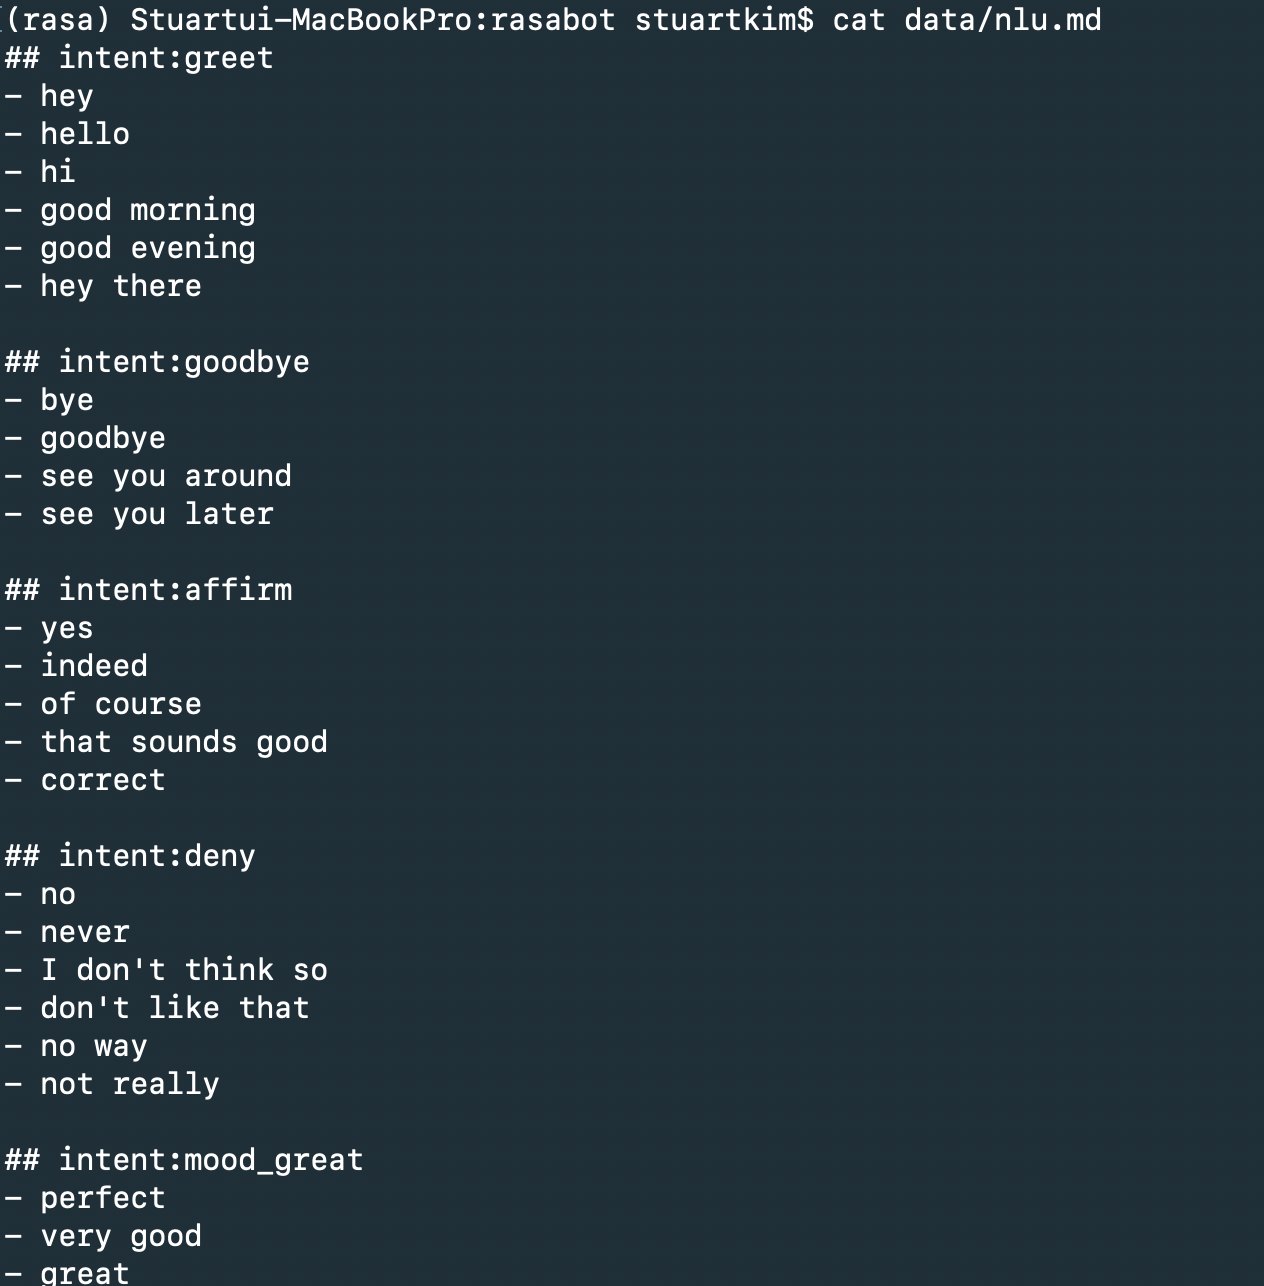 (rasa) Stuartui-MacBookPro:rasabot stuartkim$ cat data/nlu.md
## intent:greet
- hey
- hello
- hi
- good morning
- good evening
- hey there

## intent:goodbye
- bye
- goodbye
- see you around
- see you later

## intent:affirm
- yes
- indeed
- of course
- that sounds good
- correct

## intent:deny
- no
- never
- I don't think so
- don't like that
- no way
- not really

## intent:mood_great
- perfect
- very good
- great